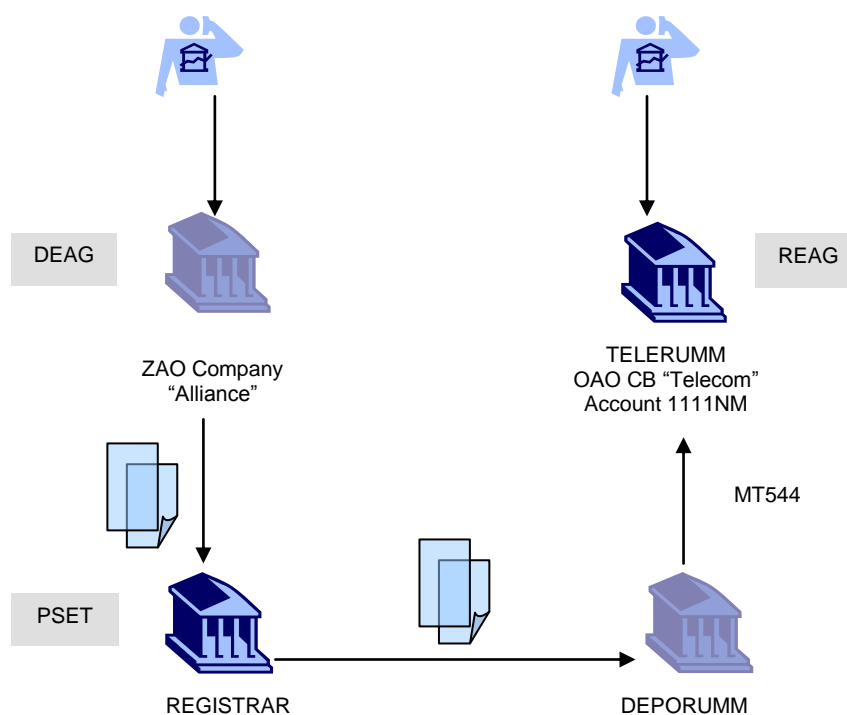 DEAG
REAG
ZAO Company
“Alliance”
TELERUMM
OAO CB “Telecom”
Account 1111NM
MT544
PSET
REGISTRAR
DEPORUMM